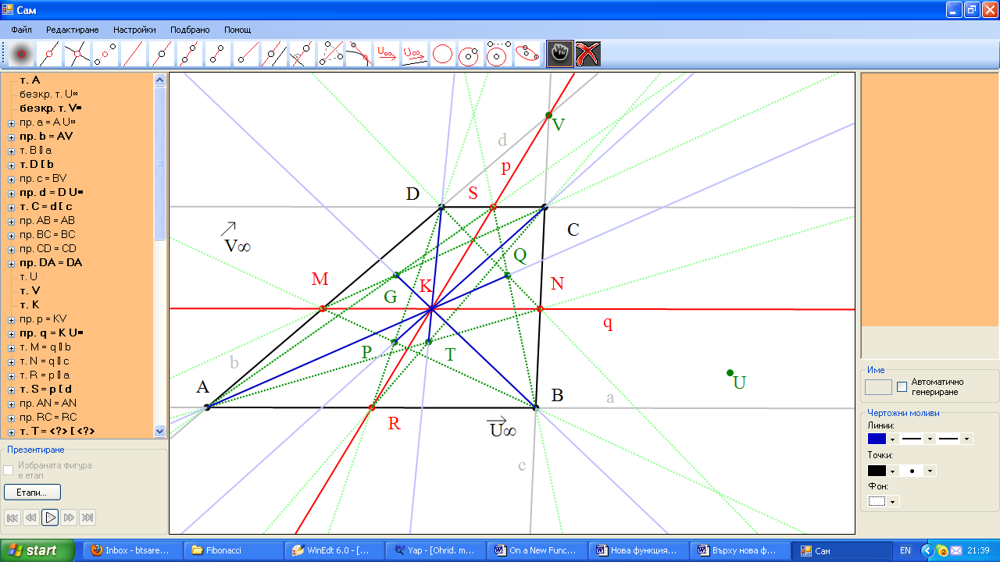 Сам
Файл Редактиране Настройки Подбрано Помощ
т. A
безкр. т. U∞
безкр. т. V∞
пр. a = A U∞
пр. b = AV
т. B [ a
т. D [ b
пр. c = BV
пр. d = D U∞
т. C = d [ c
пр. AB = AB
пр. BC = BC
пр. CD = CD
пр. DA = DA
т. U
т. V
т. K
пр. p = KV
пр. q = K U∞
т. M = q [ b
т. N = q [ c
т. R = p [ a
т. S = p [ d
пр. AN = AN
пр. RC = RC
т. T = <?> [ <?>
Презентиране
Избраната фигура
е етап
Етапи...
V
d
p
D
S
C
V∞
Q
M
K
N
G
q
P
T
b
A
U
B
a
R
U∞
c
Име
Автоматично
генериране
Чертожни моливи
Линии:
Точки:
Фон:
start
Inbox - btsare...
Fibonacci
WinEdt 6.0 - [...
Yap - [Ohrid. m...
On a New Func...
Нова функция...
Върху нова ф...
Сам
EN
21:39